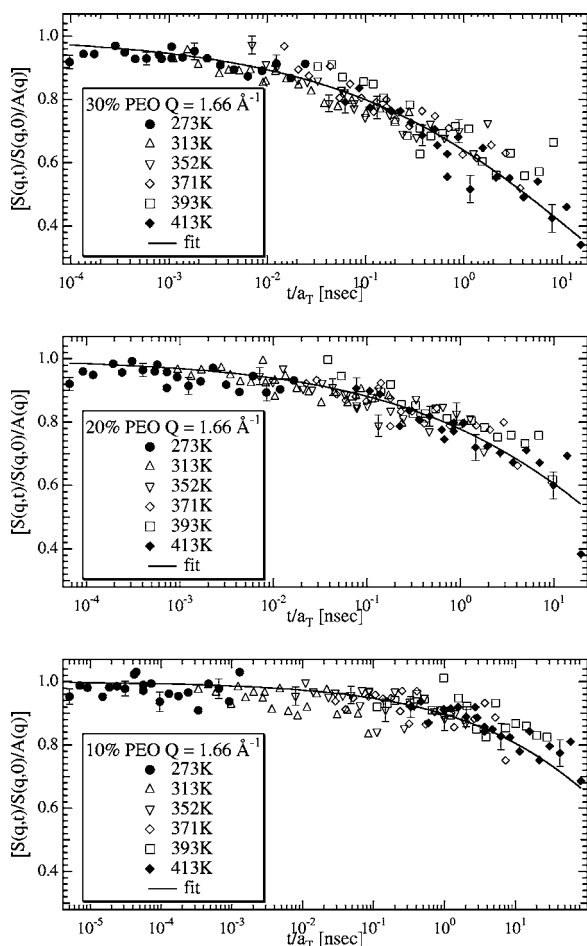 [S(q,t)/S(q,0)/A(q)]
1.0
0.8
0.6
0.4
30% PEO Q = 1.66 Å⁻¹
273K
313K
352K
371K
393K
413K
fit
10⁻⁴ 10⁻³ 10⁻² 10⁻¹ 10⁰ 10¹
t/a_T [nsec]
[S(q,t)/S(q,0)/A(q)]
1.0
0.8
0.6
0.4
20% PEO Q = 1.66 Å⁻¹
273K
313K
352K
371K
393K
413K
fit
10⁻⁴ 10⁻³ 10⁻² 10⁻¹ 10⁰ 10¹
t/a_T [nsec]
[S(q,t)/S(q,0)/A(q)]
1.0
0.8
0.6
0.4
10% PEO Q = 1.66 Å⁻¹
273K
313K
352K
371K
393K
413K
fit
10⁻⁵ 10⁻⁴ 10⁻³ 10⁻² 10⁻¹ 10⁰ 10¹
t/a_T [nsec]